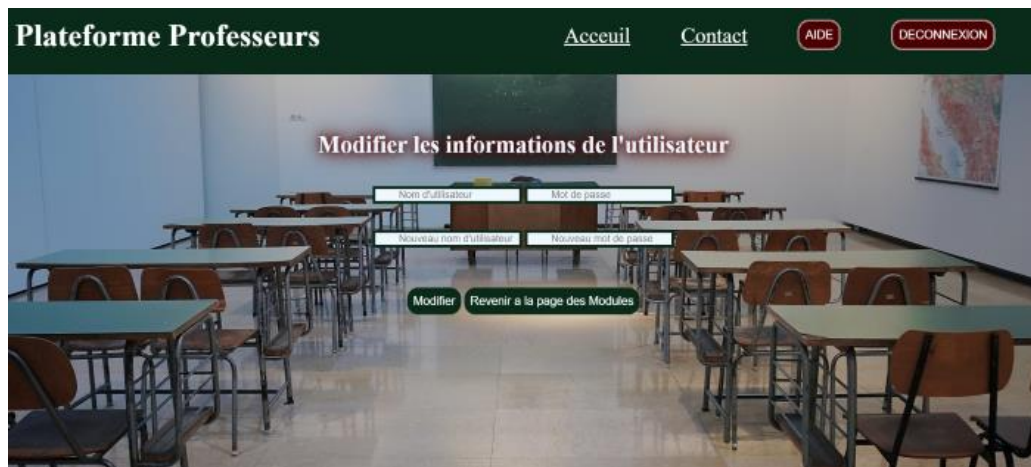 Plateforme Professeurs Acceuil Contact AIDE DECONNEXION
Modifier les informations de l'utilisateur
Nom d'utilisateur Mot de passe
Nouveau nom d'utilisateur Nouveau mot de passe
Modifier Revenir a la page des Modules